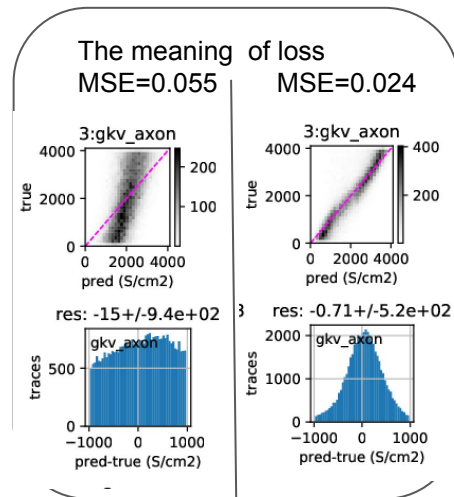 The meaning of loss
MSE=0.055
MSE=0.024
3:gkv_axon
4000
2000
0
true
0 2000 4000
pred (S/cm2)
200
100
res: -15+/-9.4e+02
gkv_axon
500
0
traces
−1000 0 1000
pred-true (S/cm2)
3:gkv_axon
4000
2000
0
true
0 2000 4000
pred (S/cm2)
400
200
res: -0.71+/-5.2e+02
gkv_axon
2000
1000
0
traces
−1000 0 1000
pred-true (S/cm2)